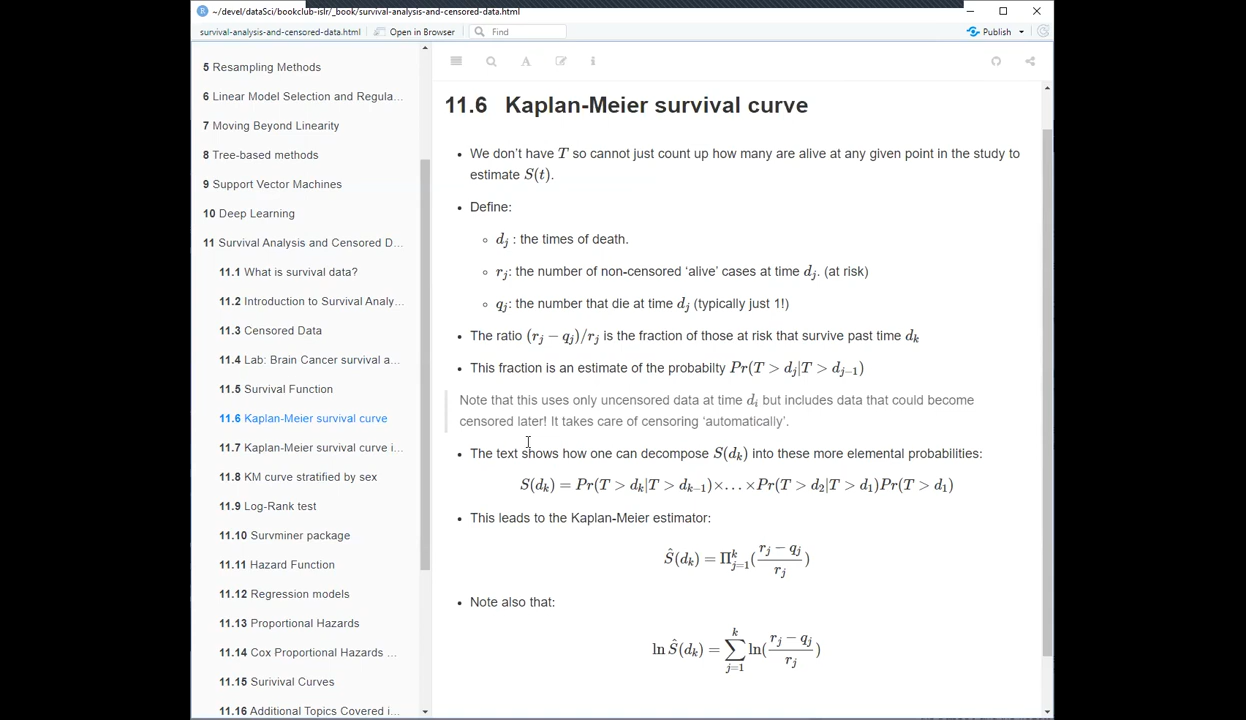 ~/devel/dataSci/bookclub-islr/_book/survival-analysis-and-censored-data.html
survival-analysis-and-censored-data.html Open in Browser Find Publish
5 Resampling Methods
6 Linear Model Selection and Regula...
7 Moving Beyond Linearity
8 Tree-based methods
9 Support Vector Machines
10 Deep Learning
11 Survival Analysis and Censored D...
11.1 What is survival data?
11.2 Introduction to Survival Analy...
11.3 Censored Data
11.4 Lab: Brain Cancer survival a...
11.5 Survival Function
11.6 Kaplan-Meier survival curve
11.7 Kaplan-Meier survival curve i...
11.8 KM curve stratified by sex
11.9 Log-Rank test
11.10 Survminer package
11.11 Hazard Function
11.12 Regression models
11.13 Proportional Hazards
11.14 Cox Proportional Hazards ...
11.15 Surivival Curves
11.16 Additional Topics Covered i...
11.6 Kaplan-Meier survival curve
• We don't have T so cannot just count up how many are alive at any given point in the study to
estimate S(t).
• Define:
◦ d_j : the times of death.
◦ r_j: the number of non-censored 'alive' cases at time d_j. (at risk)
◦ q_j: the number that die at time d_j (typically just 1!)
• The ratio (r_j − q_j)/r_j is the fraction of those at risk that survive past time d_k
• This fraction is an estimate of the probabilty Pr(T > d_j|T > d_{j−1})
Note that this uses only uncensored data at time d_i but includes data that could become
censored later! It takes care of censoring 'automatically'.
• The text shows how one can decompose S(d_k) into these more elemental probabilities:
S(d_k) = Pr(T > d_k|T > d_{k−1})×...×Pr(T > d_2|T > d_1)Pr(T > d_1)
• This leads to the Kaplan-Meier estimator:
Ŝ(d_k) = Π_{j=1}^k((r_j − q_j)/r_j)
• Note also that:
ln Ŝ(d_k) = ∑_{j=1}^k ln((r_j − q_j)/r_j)